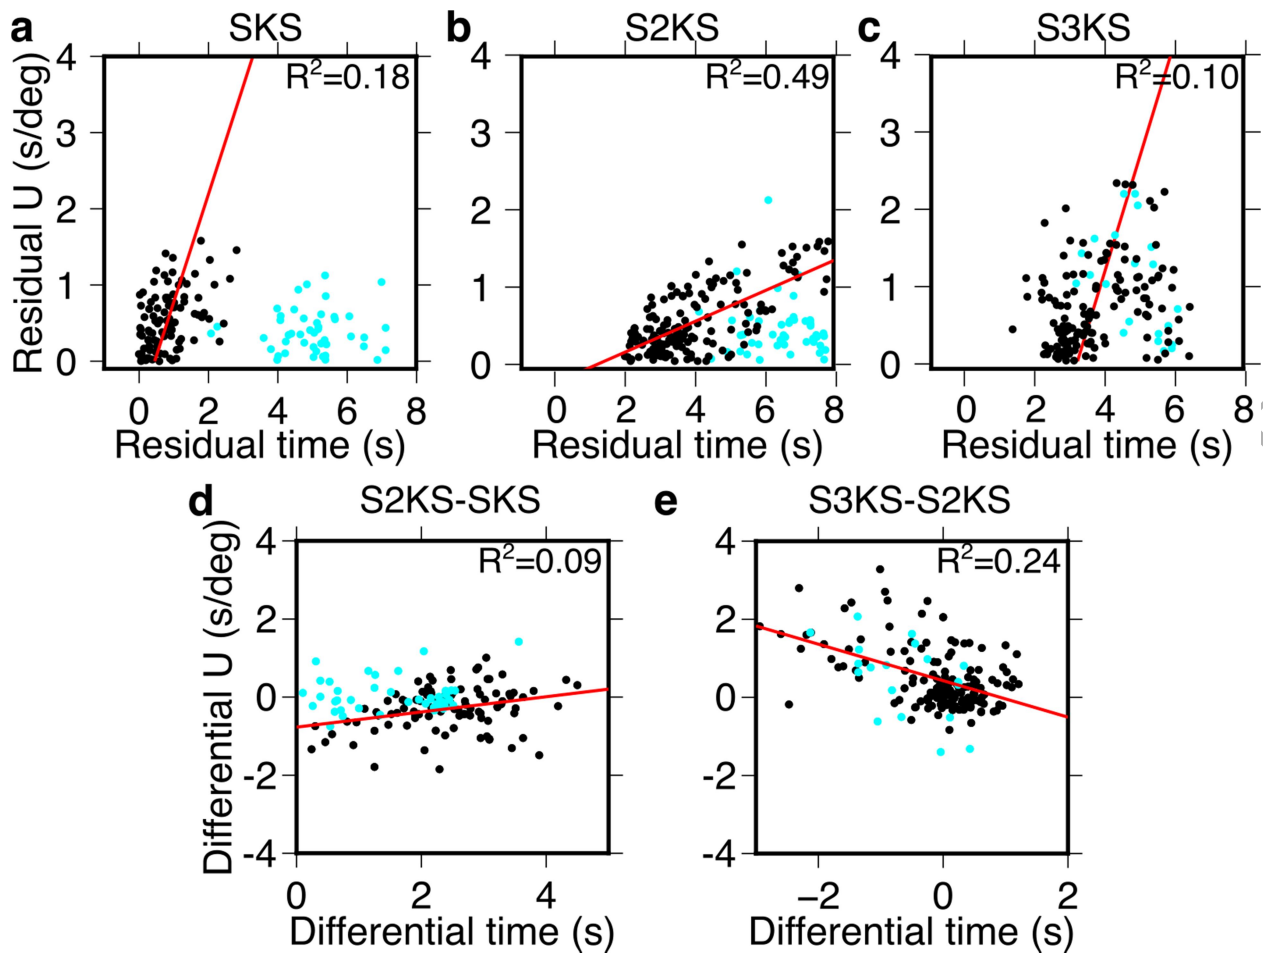 a SKS
b S2KS
c S3KS
R²=0.18
R²=0.49
R²=0.10
Residual U (s/deg)
4
3
2
1
0
4
3
2
1
0
4
3
2
1
0
0 2 4 6 8
0 2 4 6 8
0 2 4 6 8
Residual time (s)
Residual time (s)
Residual time (s)
d S2KS-SKS
e S3KS-S2KS
R²=0.09
R²=0.24
Differential U (s/deg)
4
2
0
-2
-4
4
2
0
-2
-4
0 2 4
−2 0 2
Differential time (s)
Differential time (s)